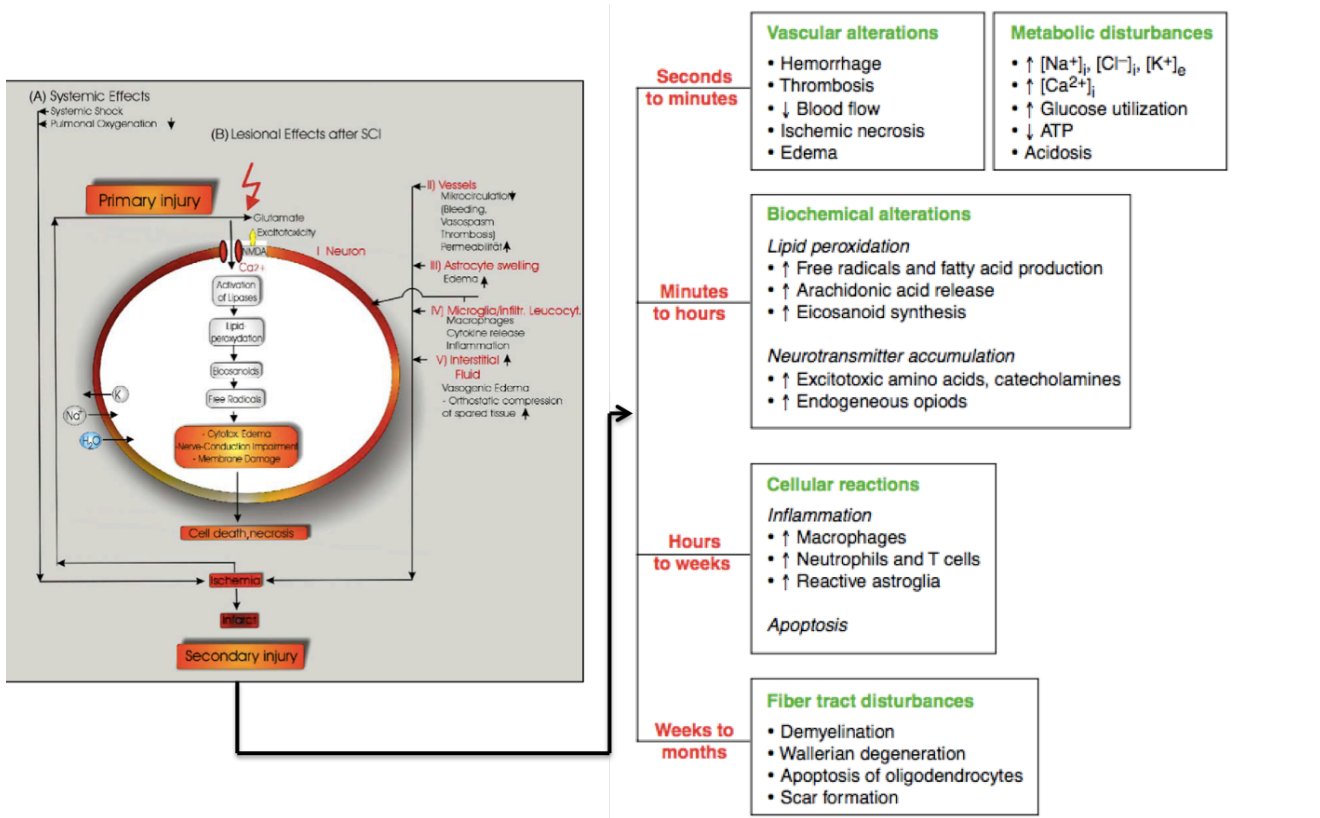 (A) Systemic Effects
Systemic Shock
Pulmonal Oxygenation ↓
(B) Lesional Effects after SCI
Primary injury
Glutamate
Excitotoxicity
NMDA
I Neuron
Ca2+
Activation
of Lipases
Lipid
peroxydation
Eicosanoids
Free Radicals
- Cytotox. Edema
-Nerve-Conduction Impairment
- Membrane Damage
K
Na+
H2O
Cell death,necrosis
Ischemia
Infarct
Secondary injury
II) Vessels
Mikrocirculation↓
(Bleeding,
Vasospasm
Thrombosis)
Permeabilität↑
III) Astrocyte swelling
Edema ↑
IV) Microglia/infiltr. Leucocyt.
Macrophages
Cytokine release
Inflammation
V) Interstitial ↑
Fluid
Vasogenic Edema
- Orthostatic compression
of spared tissue ↑
Seconds
to minutes
Vascular alterations
• Hemorrhage
• Thrombosis
• ↓ Blood flow
• Ischemic necrosis
• Edema
Metabolic disturbances
• ↑ [Na+]i, [Cl–]i, [K+]e
• ↑ [Ca2+]i
• ↑ Glucose utilization
• ↓ ATP
• Acidosis
Minutes
to hours
Biochemical alterations
Lipid peroxidation
• ↑ Free radicals and fatty acid production
• ↑ Arachidonic acid release
• ↑ Eicosanoid synthesis
Neurotransmitter accumulation
• ↑ Excitotoxic amino acids, catecholamines
• ↑ Endogeneous opiods
Hours
to weeks
Cellular reactions
Inflammation
• ↑ Macrophages
• ↑ Neutrophils and T cells
• ↑ Reactive astroglia
Apoptosis
Weeks to
months
Fiber tract disturbances
• Demyelination
• Wallerian degeneration
• Apoptosis of oligodendrocytes
• Scar formation